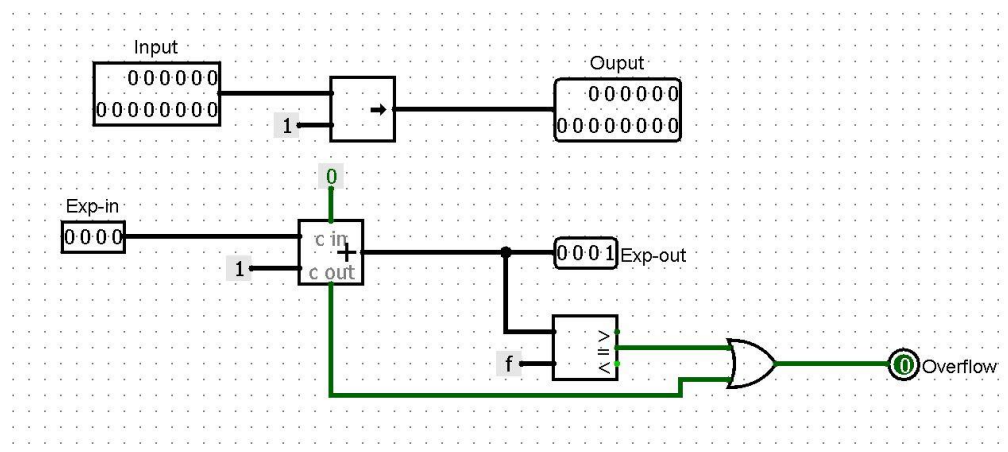 Input
000000
00000000
1
Ouput
000000
00000000
0
Exp-in
0000
1
c in
+
c out
0001
Exp-out
f
>
=
<
0
Overflow